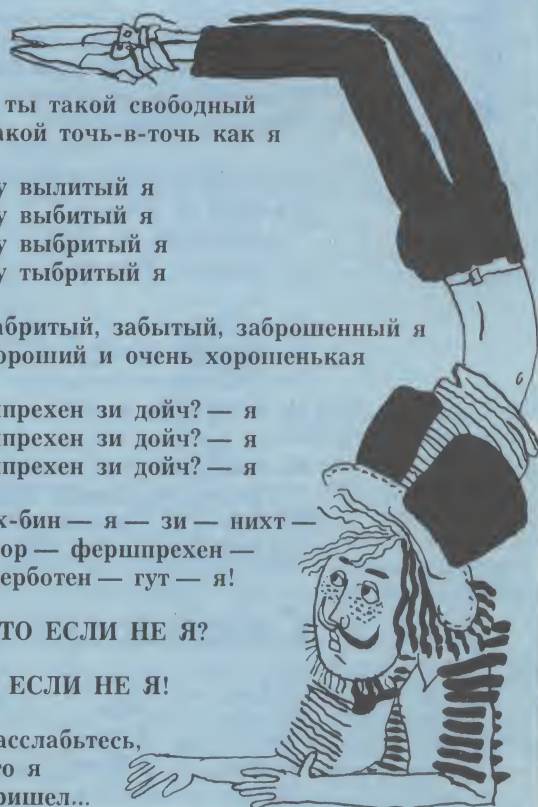 ты такой свободный
акой точь-в-точь как я
у вылитый я
у выбитый я
у выбритый я
у тыбритый я
абритый, забытый, заброшенный я
ороший и очень хорошенькая
прехен зи дойч? — я
прехен зи дойч? — я
прехен зи дойч? — я
х-бин — я — зи — нихт —
ор — фершпрехен —
ерботен — гут — я!
ТО ЕСЛИ НЕ Я?
ЕСЛИ НЕ Я!
асслабьтесь,
то я
ришел...